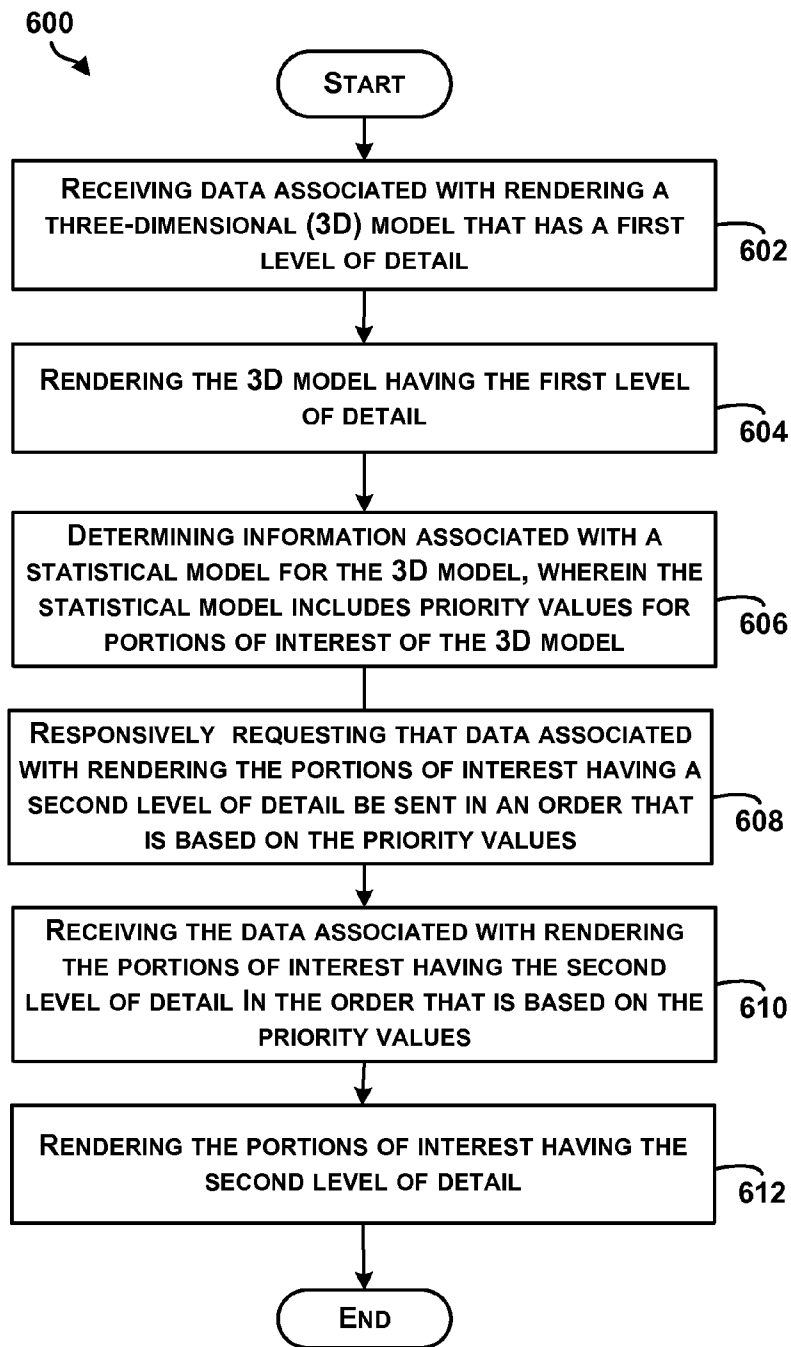 600
START
RECEIVING DATA ASSOCIATED WITH RENDERING A
THREE-DIMENSIONAL (3D) MODEL THAT HAS A FIRST
LEVEL OF DETAIL
602
RENDERING THE 3D MODEL HAVING THE FIRST LEVEL
OF DETAIL
604
DETERMINING INFORMATION ASSOCIATED WITH A
STATISTICAL MODEL FOR THE 3D MODEL, WHEREIN THE
STATISTICAL MODEL INCLUDES PRIORITY VALUES FOR
PORTIONS OF INTEREST OF THE 3D MODEL
606
RESPONSIVELY REQUESTING THAT DATA ASSOCIATED
WITH RENDERING THE PORTIONS OF INTEREST HAVING A
SECOND LEVEL OF DETAIL BE SENT IN AN ORDER THAT
IS BASED ON THE PRIORITY VALUES
608
RECEIVING THE DATA ASSOCIATED WITH RENDERING
THE PORTIONS OF INTEREST HAVING THE SECOND
LEVEL OF DETAIL IN THE ORDER THAT IS BASED ON THE
PRIORITY VALUES
610
RENDERING THE PORTIONS OF INTEREST HAVING THE
SECOND LEVEL OF DETAIL
612
END